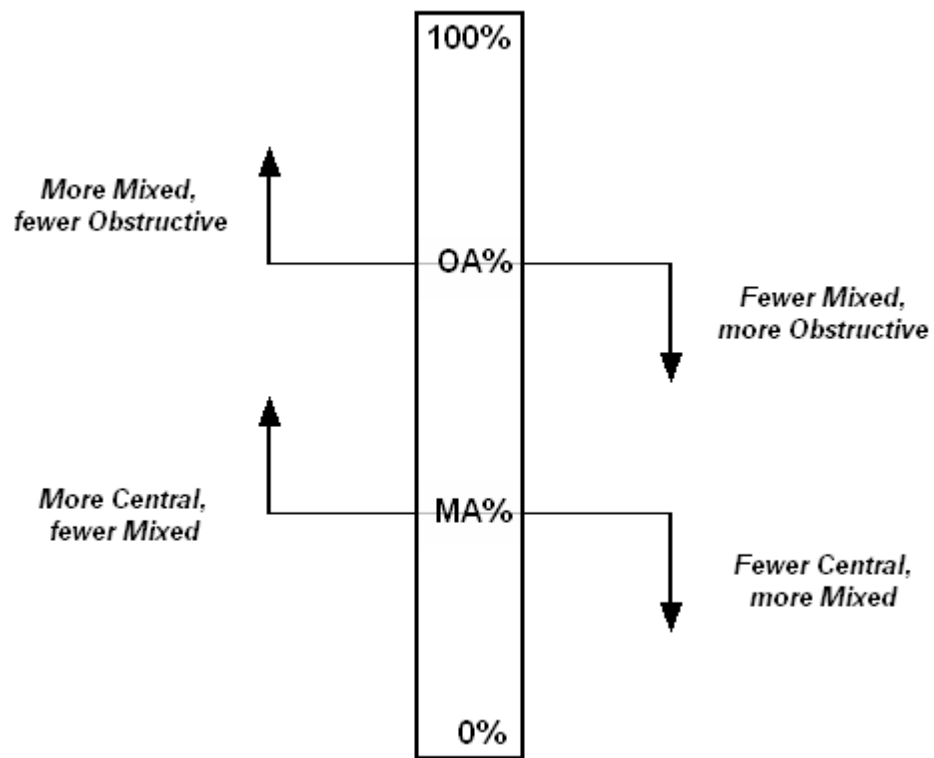 100%
More Mixed,
fewer Obstructive
OA%
Fewer Mixed,
more Obstructive
More Central,
fewer Mixed
MA%
Fewer Central,
more Mixed
0%